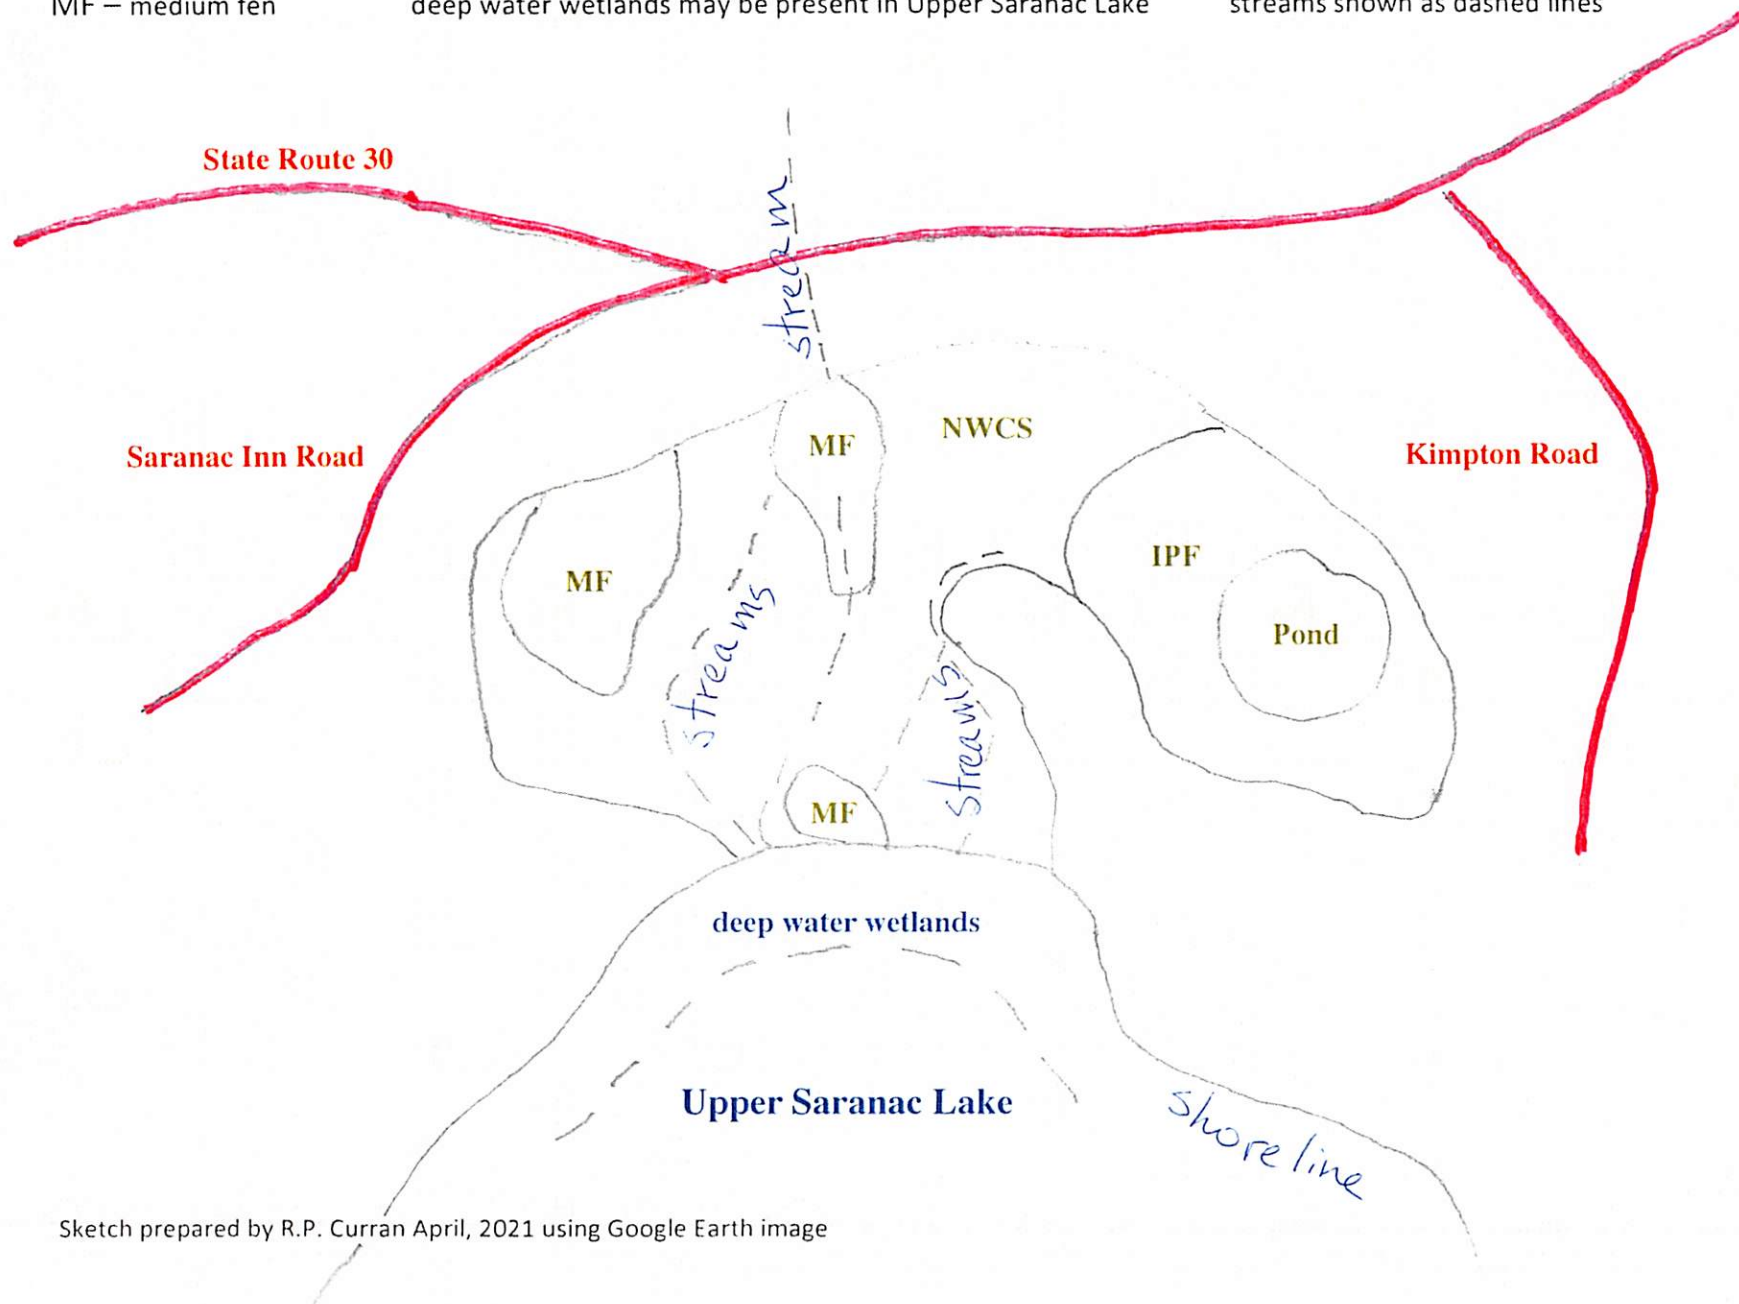 MF – medium fen deep water wetlands may be present in Upper Saranac Lake streams shown as dashed lines
State Route 30
stream
Saranac Inn Road
MF
NWCS
Kimpton Road
MF
IPF
Pond
streams
streams
MF
deep water wetlands
Upper Saranac Lake
shoreline
Sketch prepared by R.P. Curran April, 2021 using Google Earth image